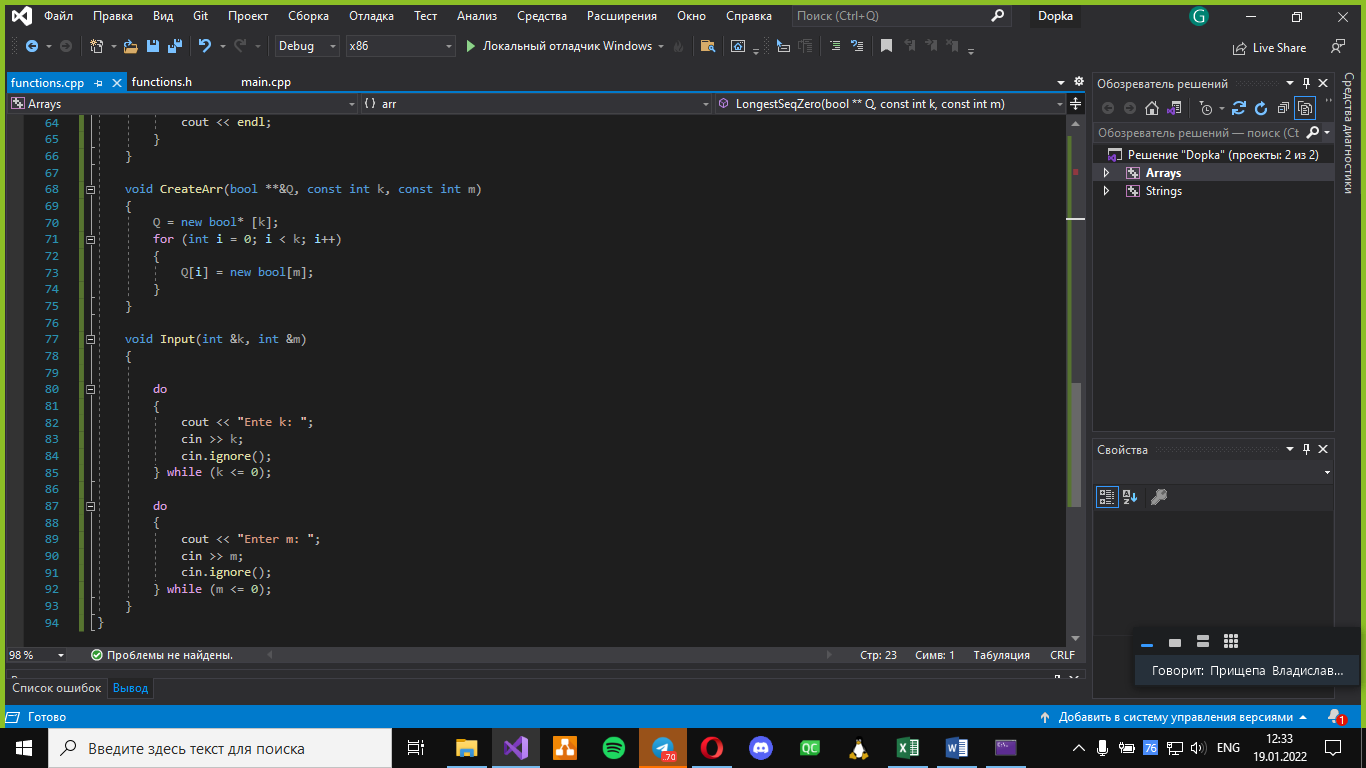 Файл Правка Вид Git Проект Сборка Отладка Тест Анализ Средства Расширения Окно Справка Поиск (Ctrl+Q) Dopka G
Debug x86 Локальный отладчик Windows Live Share
functions.cpp functions.h main.cpp
Arrays {} arr LongestSeqZero(bool ** Q, const int k, const int m)
64 cout << endl;
65 }
66 }
67
68 void CreateArr(bool **&Q, const int k, const int m)
69 {
70 Q = new bool* [k];
71 for (int i = 0; i < k; i++)
72 {
73 Q[i] = new bool[m];
74 }
75 }
76
77 void Input(int &k, int &m)
78 {
79
80 do
81 {
82 cout << "Ente k: ";
83 cin >> k;
84 cin.ignore();
85 } while (k <= 0);
86
87 do
88 {
89 cout << "Enter m: ";
90 cin >> m;
91 cin.ignore();
92 } while (m <= 0);
93 }
94 }
98 % Проблемы не найдены. Стр: 23 Симв: 1 Табуляция CRLF
Список ошибок Вывод
Обозреватель решений
Обозреватель решений — поиск (Ct
Решение "Dopka" (проекты: 2 из 2)
Arrays
Strings
Средства диагностики
Свойства
Говорит: Прищепа Владислав...
Готово Добавить в систему управления версиями 1
Введите здесь текст для поиска 70 QC 76 ENG 12:33
19.01.2022